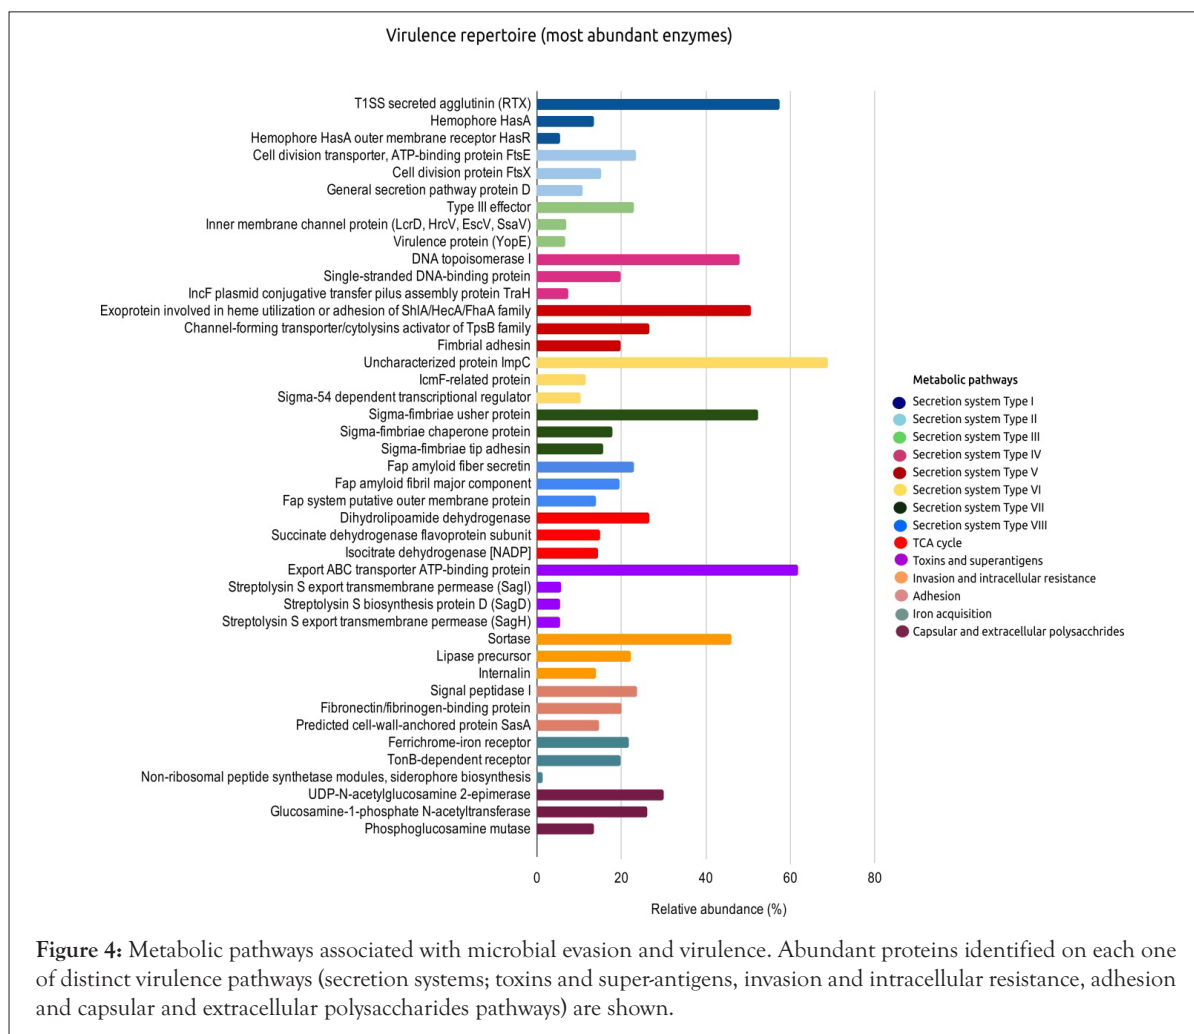 Virulence repertoire (most abundant enzymes)
T1SS secreted agglutinin (RTX)
Hemophore HasA
Hemophore HasA outer membrane receptor HasR
Cell division transporter, ATP-binding protein FtsE
Cell division protein FtsX
General secretion pathway protein D
Type III effector
Inner membrane channel protein (LcrD, HrcV, EscV, SsaV)
Virulence protein (YopE)
DNA topoisomerase I
Single-stranded DNA-binding protein
IncF plasmid conjugative transfer pilus assembly protein TraH
Exoprotein involved in heme utilization or adhesion of ShlA/HecA/FhaA family
Channel-forming transporter/cytolysins activator of TpsB family
Fimbrial adhesin
Uncharacterized protein ImpC
IcmF-related protein
Sigma-54 dependent transcriptional regulator
Sigma-fimbriae usher protein
Sigma-fimbriae chaperone protein
Sigma-fimbriae tip adhesin
Fap amyloid fiber secretin
Fap amyloid fibril major component
Fap system putative outer membrane protein
Dihydrolipoamide dehydrogenase
Succinate dehydrogenase flavoprotein subunit
Isocitrate dehydrogenase [NADP]
Export ABC transporter ATP-binding protein
Streptolysin S export transmembrane permease (SagI)
Streptolysin S biosynthesis protein D (SagD)
Streptolysin S export transmembrane permease (SagH)
Sortase
Lipase precursor
Internalin
Signal peptidase I
Fibronectin/fibrinogen-binding protein
Predicted cell-wall-anchored protein SasA
Ferrichrome-iron receptor
TonB-dependent receptor
Non-ribosomal peptide synthetase modules, siderophore biosynthesis
UDP-N-acetylglucosamine 2-epimerase
Glucosamine-1-phosphate N-acetyltransferase
Phosphoglucosamine mutase
0 20 40 60 80
Relative abundance (%)
Metabolic pathways
Secretion system Type I
Secretion system Type II
Secretion system Type III
Secretion system Type IV
Secretion system Type V
Secretion system Type VI
Secretion system Type VII
Secretion system Type VIII
TCA cycle
Toxins and superantigens
Invasion and intracellular resistance
Adhesion
Iron acquisition
Capsular and extracellular polysacchrides
Figure 4: Metabolic pathways associated with microbial evasion and virulence. Abundant proteins identified on each one
of distinct virulence pathways (secretion systems; toxins and super-antigens, invasion and intracellular resistance, adhesion
and capsular and extracellular polysaccharides pathways) are shown.